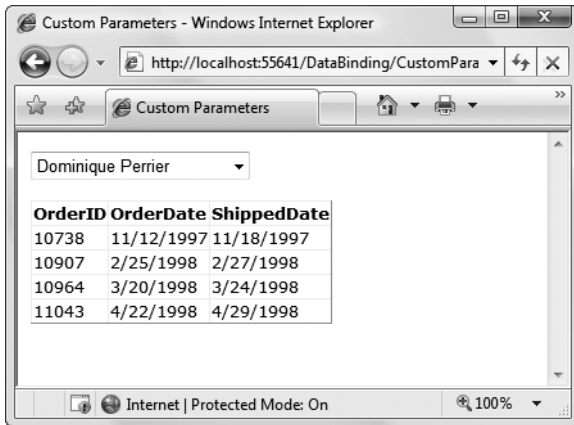 Custom Parameters - Windows Internet Explorer
http://localhost:55641/DataBinding/CustomPara
Custom Parameters
Dominique Perrier
OrderID OrderDate ShippedDate
10738 11/12/1997 11/18/1997
10907 2/25/1998 2/27/1998
10964 3/20/1998 3/24/1998
11043 4/22/1998 4/29/1998
Internet | Protected Mode: On 100%